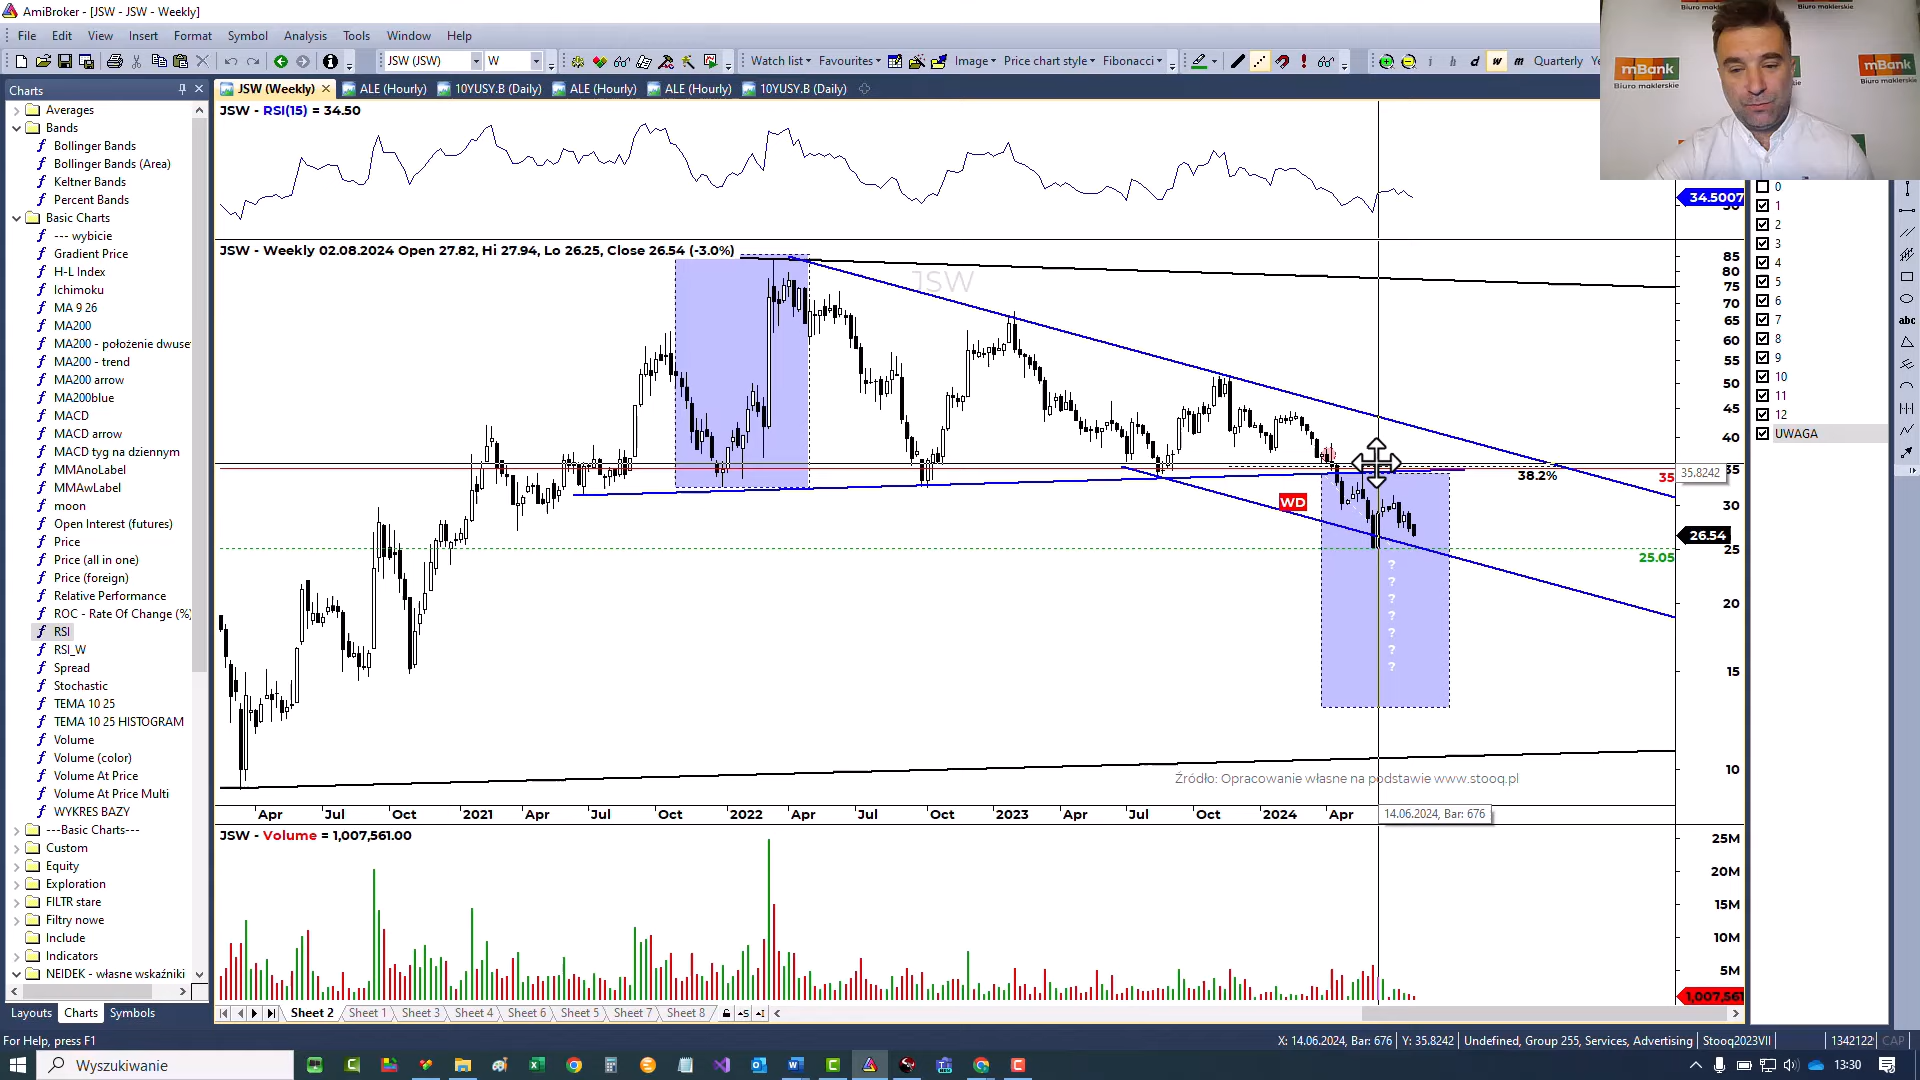 AmiBroker - [JSW - JSW - Weekly]
File Edit View Insert Format Symbol Analysis Tools Window Help
JSW (JSW) W Watch list Favourites Image Price chart style Fibonacci i h d w m Quarterly
Charts
JSW (Weekly) ALE (Hourly) 10YUSY.B (Daily) ALE (Hourly) ALE (Hourly) 10YUSY.B (Daily)
Averages
Bands
Bollinger Bands
Bollinger Bands (Area)
Keltner Bands
Percent Bands
Basic Charts
--- wybicie
Gradient Price
H-L Index
Ichimoku
MA 9 26
MA200
MA200 - położenie dwuse
MA200 - trend
MA200 arrow
MA200blue
MACD
MACD arrow
MACD tyg na dziennym
MMAnoLabel
MMAwLabel
moon
Open Interest (futures)
Price
Price (all in one)
Price (foreign)
Relative Performance
ROC - Rate Of Change (%)
RSI
RSI_W
Spread
Stochastic
TEMA 10 25
TEMA 10 25 HISTOGRAM
Volume
Volume (color)
Volume At Price
Volume At Price Multi
WYKRES BAZY
---Basic Charts---
Custom
Equity
Exploration
FILTR stare
Filtry nowe
Include
Indicators
NEIDEK - własne wskaźniki
Layouts Charts Symbols
JSW - RSI(15) = 34.50
34.5007
JSW - Weekly 02.08.2024 Open 27.82, Hi 27.94, Lo 26.25, Close 26.54 (-3.0%)
JSW
85
80
75
70
65
60
55
50
45
40
35
38.2%
35
35.8242
30
WD
26.54
25
25.05
?
?
?
?
?
?
?
20
15
10
Źródło: Opracowanie własne na podstawie www.stooq.pl
Apr Jul Oct 2021 Apr Jul Oct 2022 Apr Jul Oct 2023 Apr Jul Oct 2024 Apr
14.06.2024, Bar: 676
JSW - Volume = 1,007,561.00
25M
20M
15M
10M
5M
1,007,561
Sheet 2 Sheet 1 Sheet 3 Sheet 4 Sheet 6 Sheet 5 Sheet 7 Sheet 8
mBank
Biuro maklerskie
mBank
Biuro maklerskie
0
1
2
3
4
5
6
7
8
9
10
11
12
UWAGA
abc
For Help, press F1
X: 14.06.2024, Bar: 676 Y: 35.8242 Undefined, Group 255, Services, Advertising Stooq2023VII 1342122 CAP
Wyszukiwanie
13:30